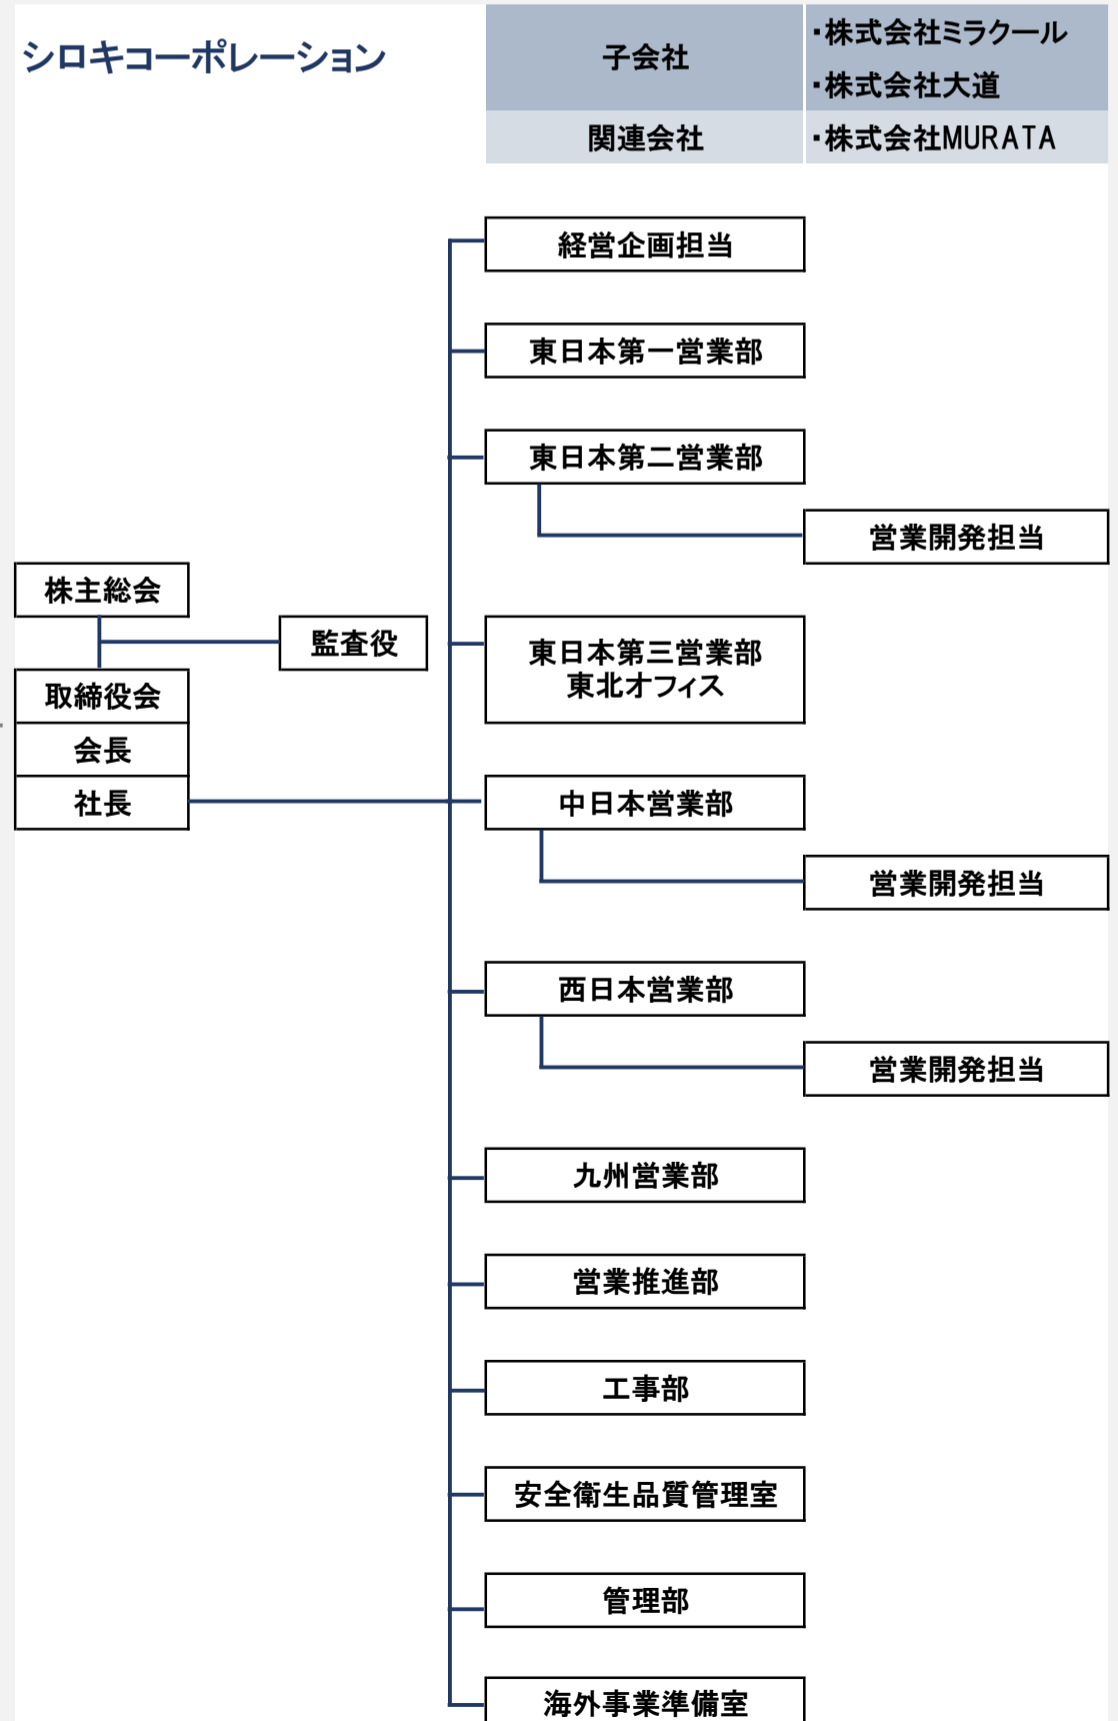 シロキコーポレーション
子会社
・株式会社ミラクール
・株式会社大道
関連会社
・株式会社MURATA
経営企画担当
東日本第一営業部
東日本第二営業部
営業開発担当
株主総会
監査役
東日本第三営業部
東北オフィス
取締役会
会長
社長
中日本営業部
営業開発担当
西日本営業部
営業開発担当
九州営業部
営業推進部
工事部
安全衛生品質管理室
管理部
海外事業準備室